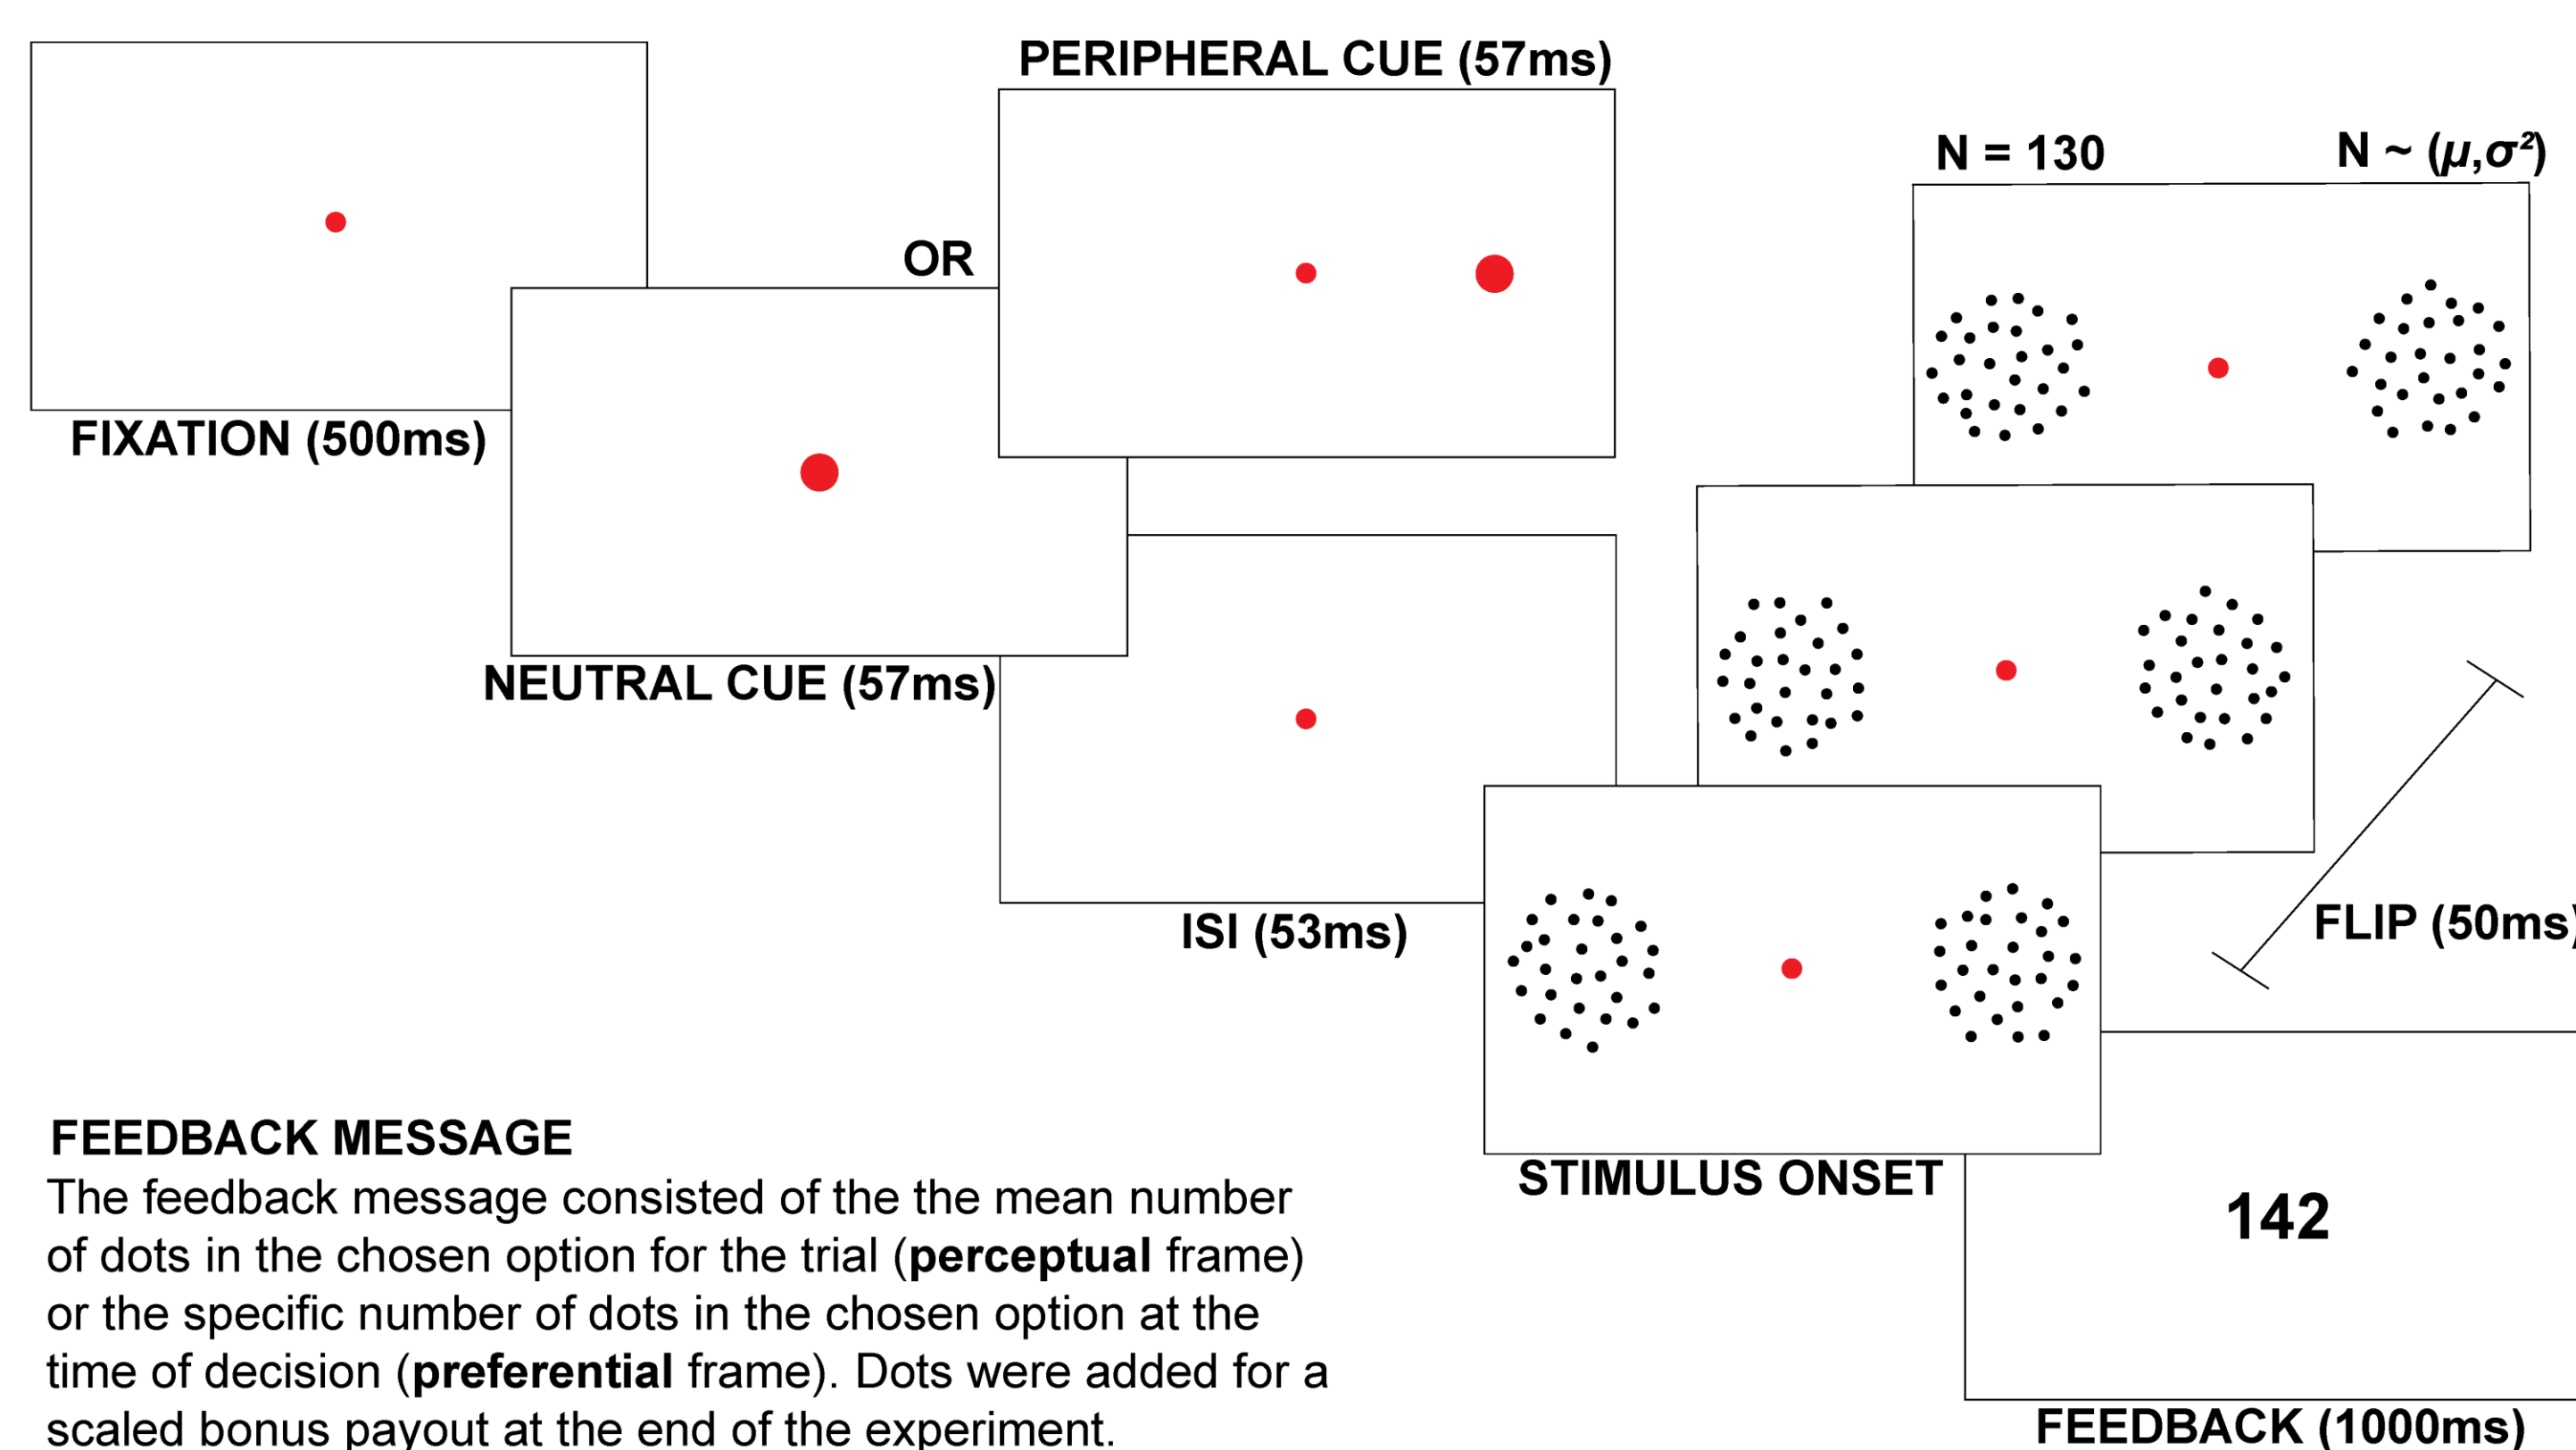 PERIPHERAL CUE (57ms)
N = 130
N ~ (μ,σ²)
OR
FIXATION (500ms)
NEUTRAL CUE (57ms)
ISI (53ms)
FLIP (50ms)
STIMULUS ONSET
142
FEEDBACK (1000ms)
FEEDBACK MESSAGE
The feedback message consisted of the the mean number
of dots in the chosen option for the trial (perceptual frame)
or the specific number of dots in the chosen option at the
time of decision (preferential frame). Dots were added for a
scaled bonus payout at the end of the experiment.